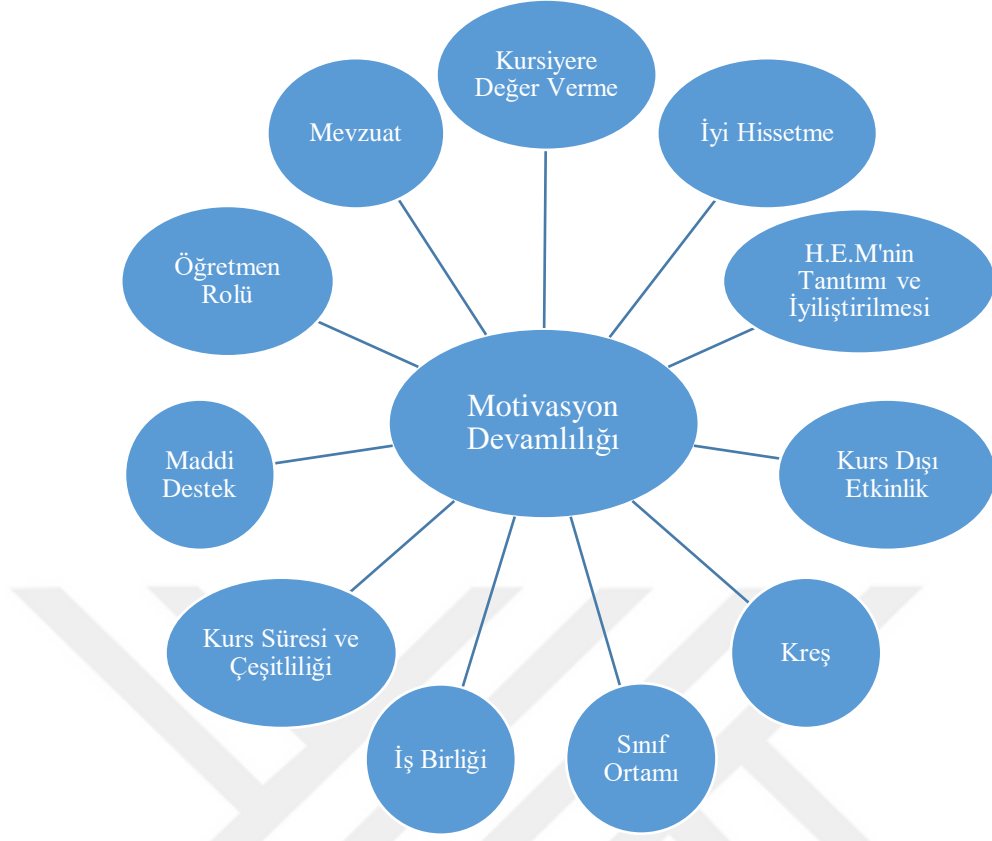 Kursiyere
Değer Verme
Mevzuat
İyi Hissetme
Öğretmen
Rolü
H.E.M'nin
Tanıtımı ve
İyiliştirilmesi
Motivasyon
Devamlılığı
Maddi
Destek
Kurs Dışı
Etkinlik
Kurs Süresi ve
Çeşitliliği
Kreş
İş Birliği
Sınıf
Ortamı